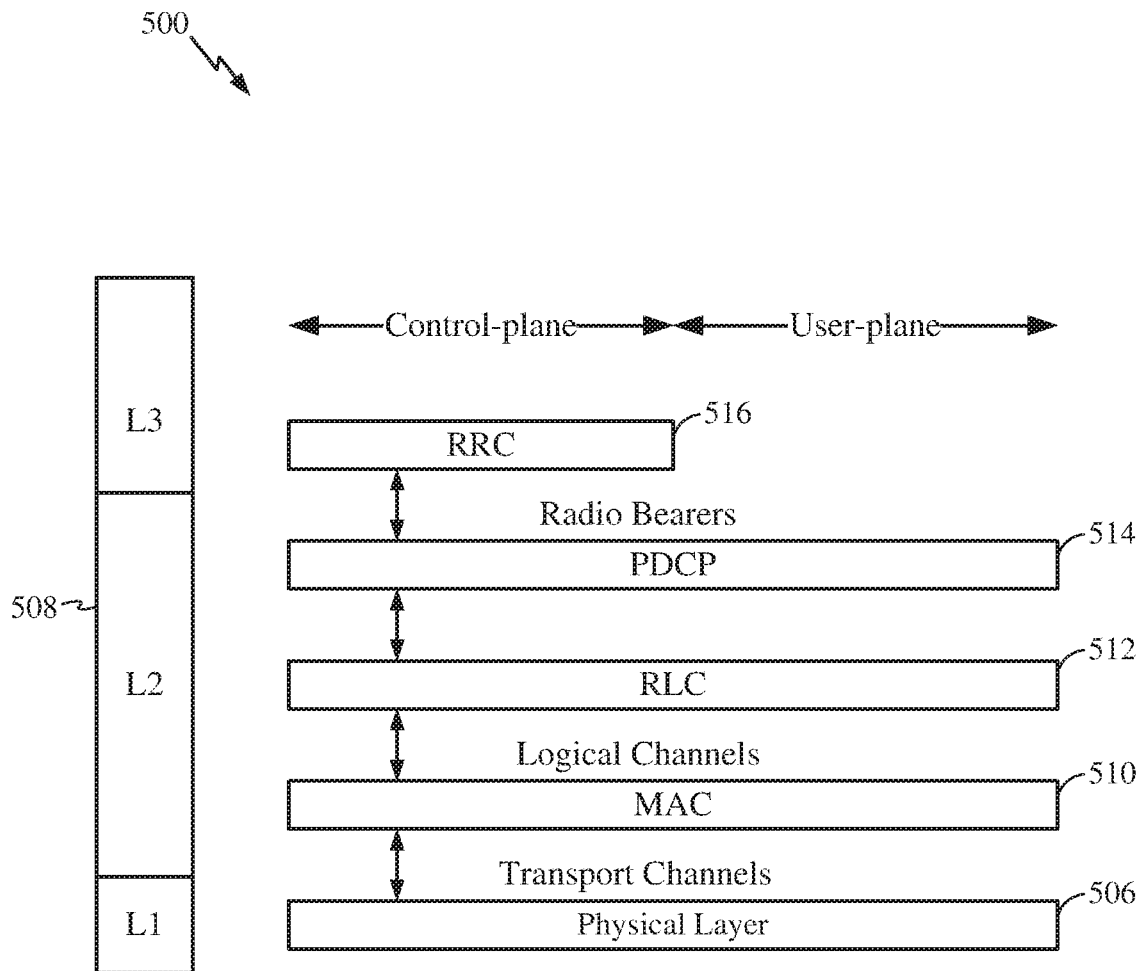 500
Control-plane User-plane
L3
516
RRC
Radio Bearers
514
PDCP
508
512
L2
RLC
Logical Channels
510
MAC
Transport Channels
506
L1
Physical Layer